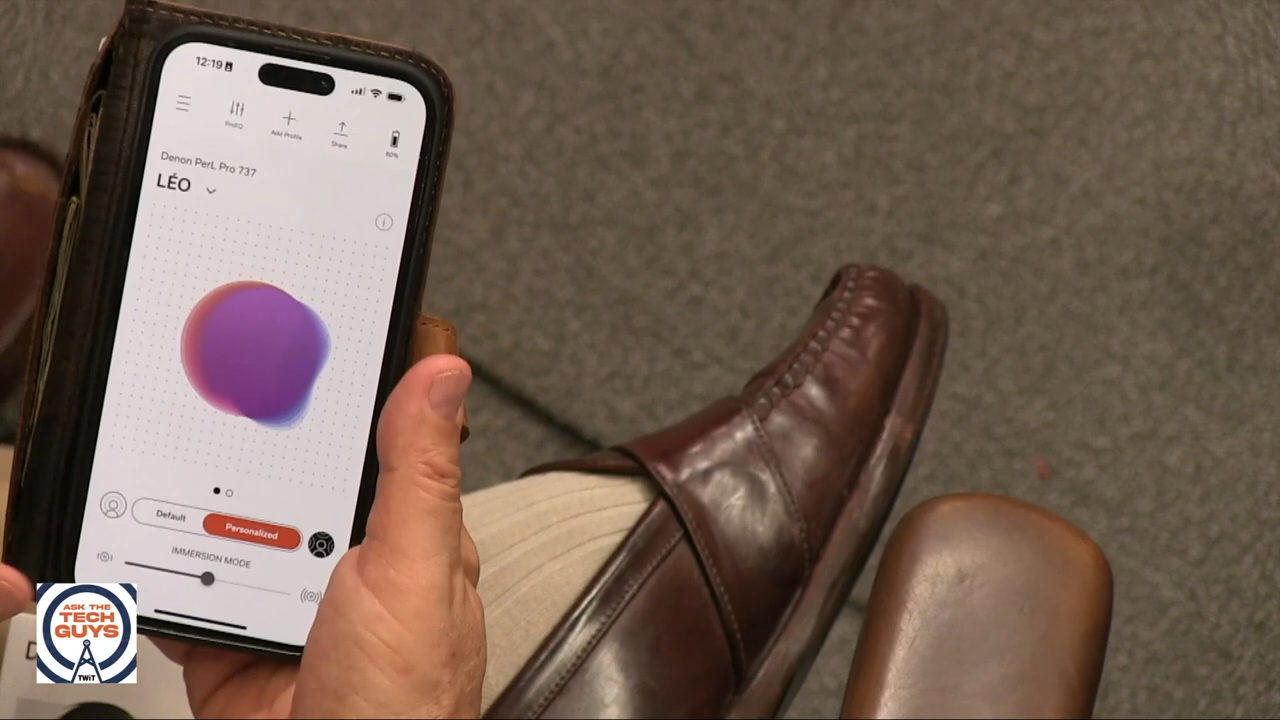 12:19
ProEQ
Add Profile
Share
80%
Denon PerL Pro 737
LÉO
Default
Personalized
IMMERSION MODE
ASK THE
TECH
GUYS
TWiT
D